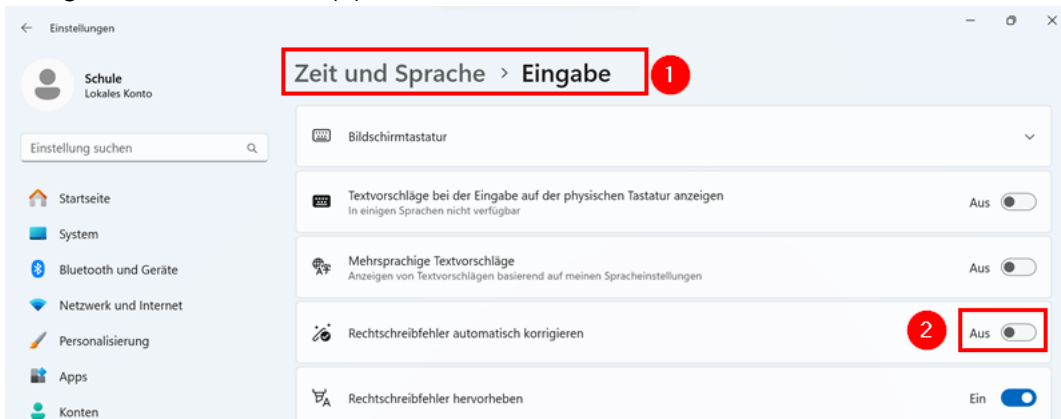 Einstellungen
Schule
Lokales Konto
Einstellung suchen
Startseite
System
Bluetooth und Geräte
Netzwerk und Internet
Personalisierung
Apps
Konten
Zeit und Sprache > Eingabe
1
Bildschirmtastatur
Textvorschläge bei der Eingabe auf der physischen Tastatur anzeigen
In einigen Sprachen nicht verfügbar
Aus
Mehrsprachige Textvorschläge
Anzeigen von Textvorschlägen basierend auf meinen Spracheinstellungen
Aus
Rechtschreibfehler automatisch korrigieren
2
Aus
Rechtschreibfehler hervorheben
Ein